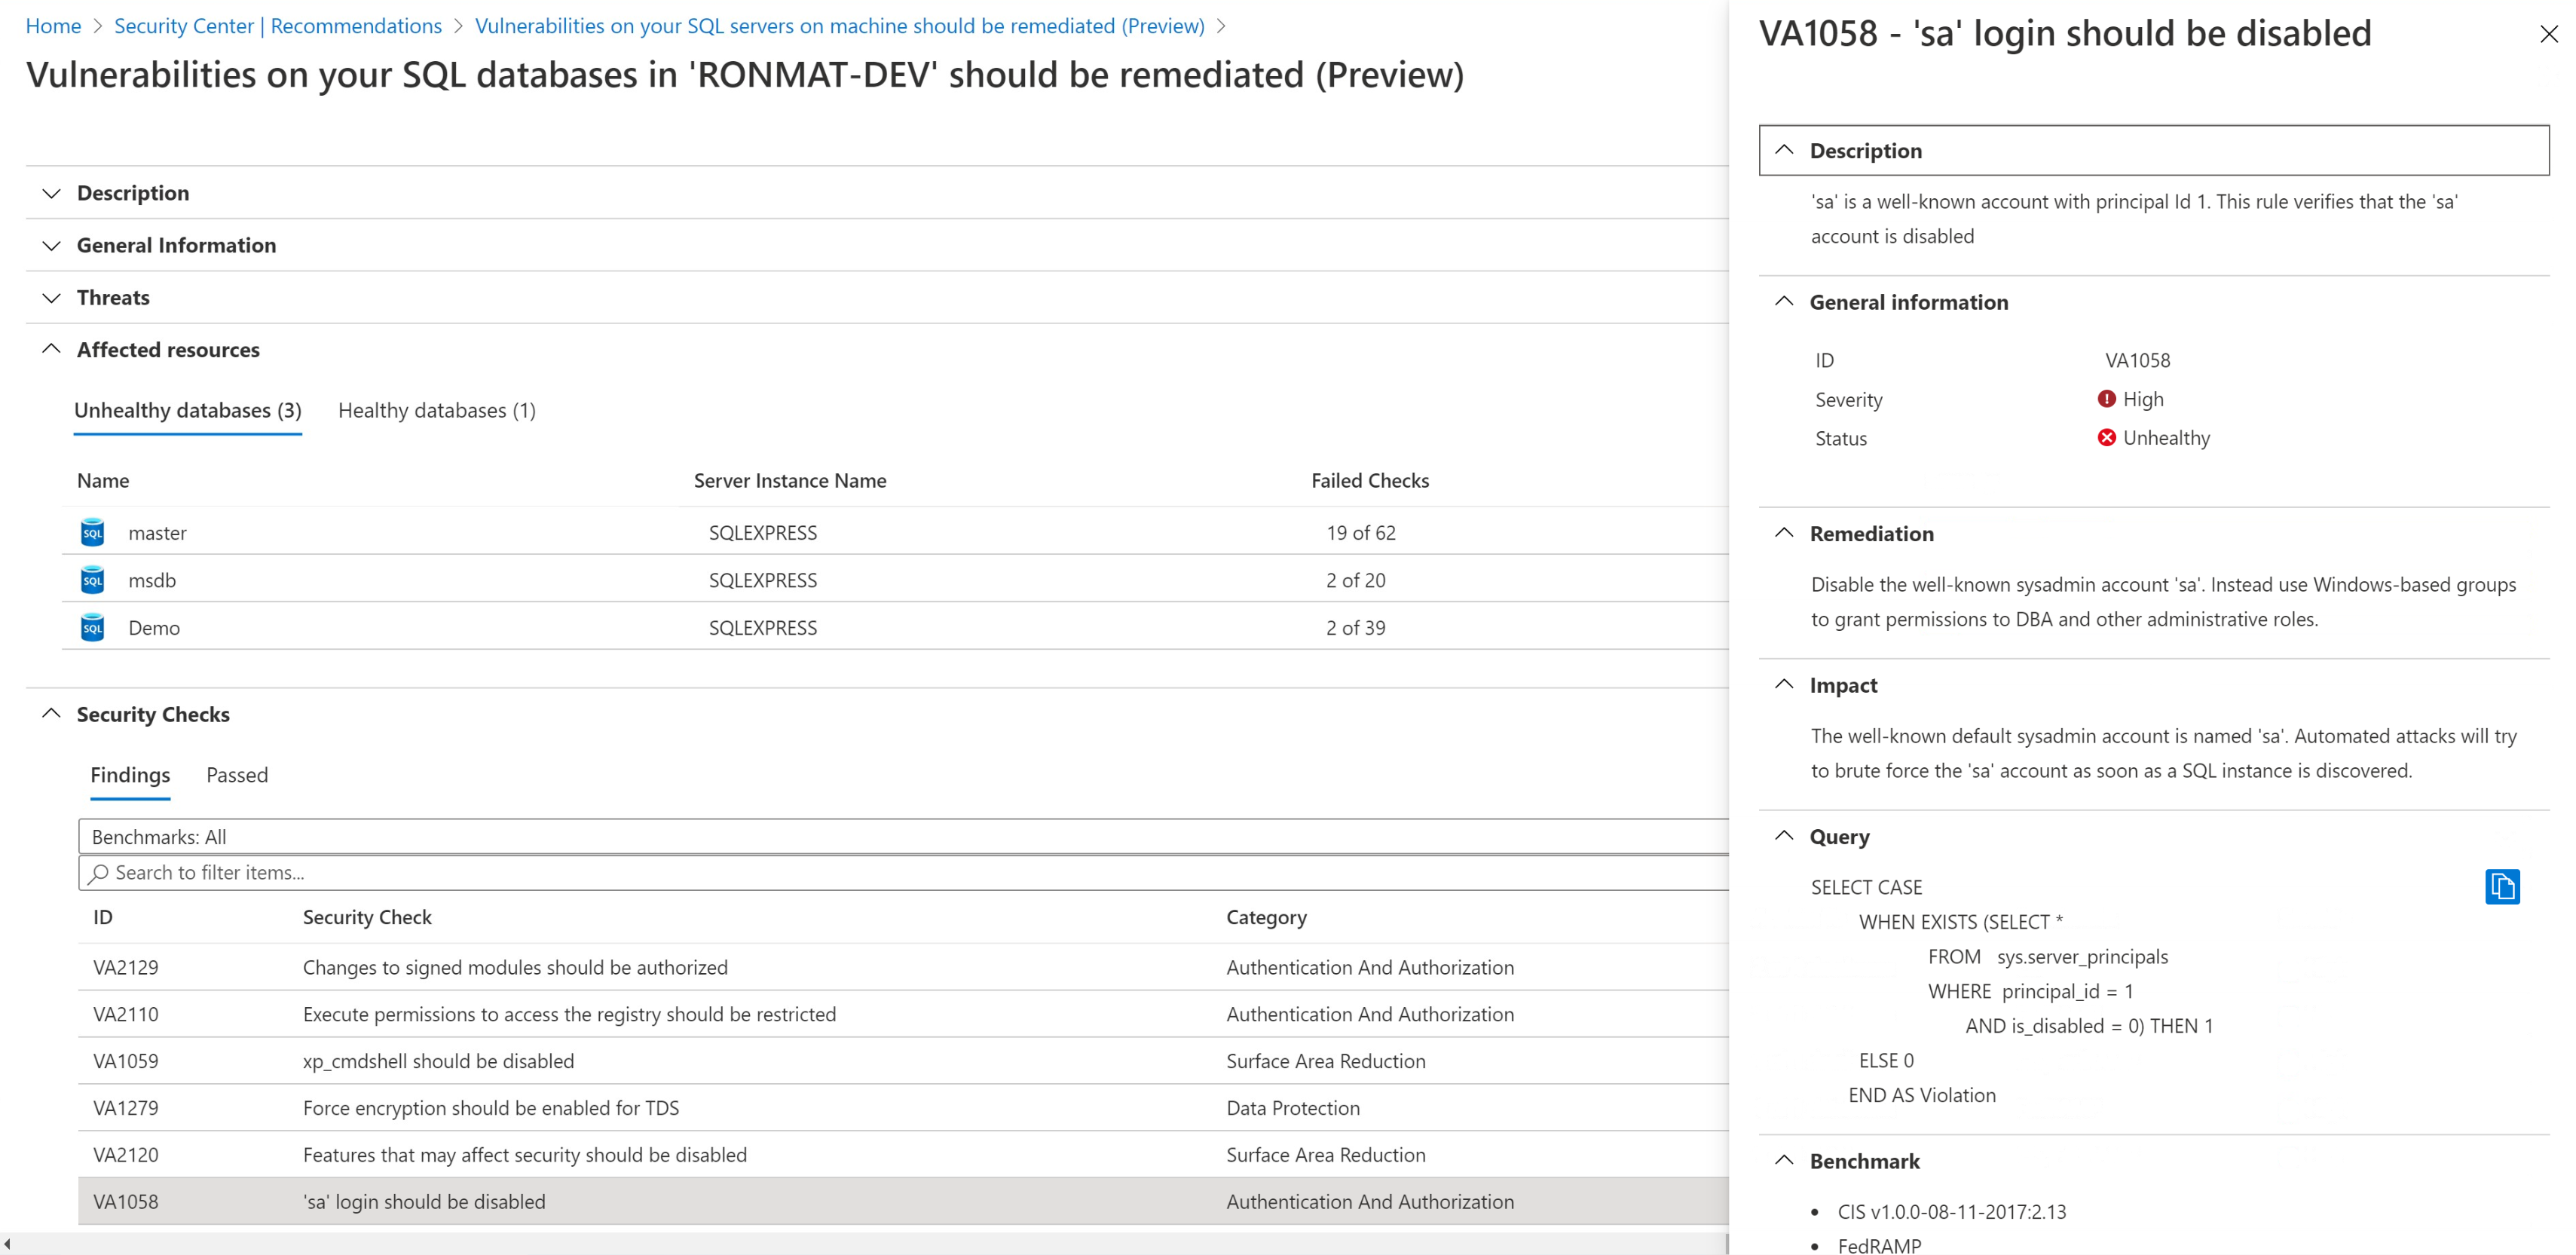 Home > Security Center | Recommendations > Vulnerabilities on your SQL servers on machine should be remediated (Preview) >
Vulnerabilities on your SQL databases in 'RONMAT-DEV' should be remediated (Preview)
Description
General Information
Threats
Affected resources
Unhealthy databases (3) Healthy databases (1)
Name Server Instance Name Failed Checks
SQL master SQLEXPRESS 19 of 62
SQL msdb SQLEXPRESS 2 of 20
SQL Demo SQLEXPRESS 2 of 39
Security Checks
Findings Passed
Benchmarks: All
Search to filter items...
ID Security Check Category
VA2129 Changes to signed modules should be authorized Authentication And Authorization
VA2110 Execute permissions to access the registry should be restricted Authentication And Authorization
VA1059 xp_cmdshell should be disabled Surface Area Reduction
VA1279 Force encryption should be enabled for TDS Data Protection
VA2120 Features that may affect security should be disabled Surface Area Reduction
VA1058 'sa' login should be disabled Authentication And Authorization
VA1058 - 'sa' login should be disabled
Description
'sa' is a well-known account with principal Id 1. This rule verifies that the 'sa'
account is disabled
General information
ID VA1058
Severity High
Status Unhealthy
Remediation
Disable the well-known sysadmin account 'sa'. Instead use Windows-based groups
to grant permissions to DBA and other administrative roles.
Impact
The well-known default sysadmin account is named 'sa'. Automated attacks will try
to brute force the 'sa' account as soon as a SQL instance is discovered.
Query
SELECT CASE
WHEN EXISTS (SELECT *
FROM sys.server_principals
WHERE principal_id = 1
AND is_disabled = 0) THEN 1
ELSE 0
END AS Violation
Benchmark
• CIS v1.0.0-08-11-2017:2.13
• FedRAMP